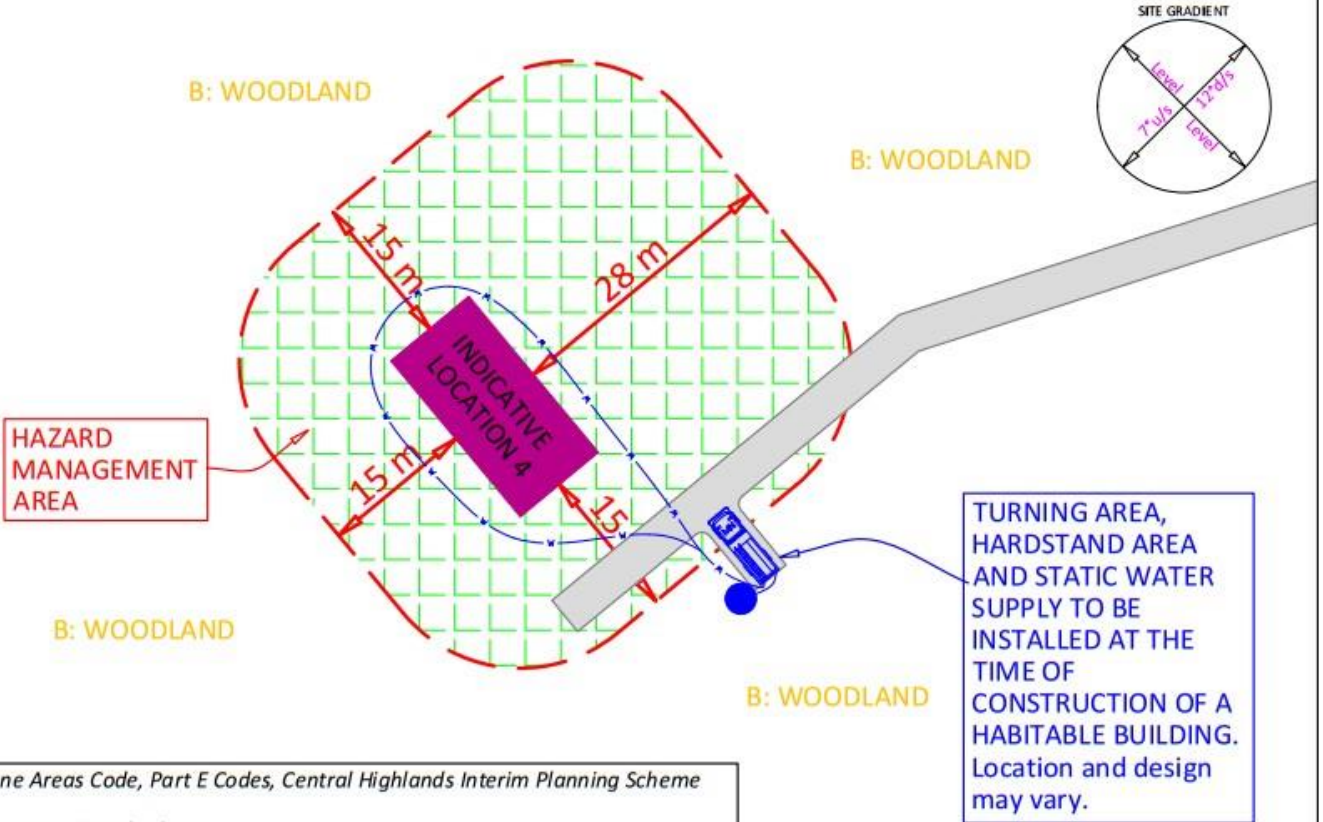 SITE GRADIENT
Level
12°d/s
7°u/s
Level
B: WOODLAND
B: WOODLAND
15 m
28 m
INDICATIVE
LOCATION 4
HAZARD
MANAGEMENT
AREA
15 m
15
TURNING AREA,
HARDSTAND AREA
AND STATIC WATER
SUPPLY TO BE
INSTALLED AT THE
TIME OF
CONSTRUCTION OF A
HABITABLE BUILDING.
Location and design
may vary.
B: WOODLAND
B: WOODLAND
ne Areas Code, Part E Codes, Central Highlands Interim Planning Scheme